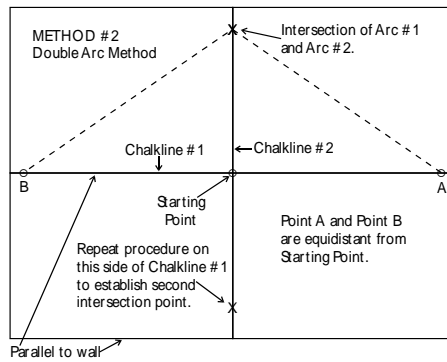 METHOD #2
Double Arc Method
X
Intersection of Arc #1
and Arc #2.
Chalkline #1
Chalkline #2
B
A
Starting
Point
Point A and Point B
are equidistant from
Starting Point.
Repeat procedure on
this side of Chalkline #1
to establish second
intersection point.
X
Parallel to wall